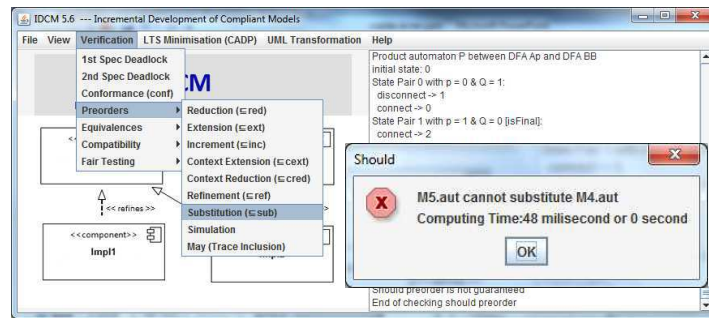 IDCM 5.6 --- Incremental Development of Compliant Models
File View Verification LTS Minimisation (CADP) UML Transformation Help
1st Spec Deadlock
2nd Spec Deadlock
Conformance (conf)
Preorders
Equivalences
Compatibility
Fair Testing
CM
Reduction (⊑red)
Extension (⊑ext)
Increment (⊑inc)
Context Extension (⊑cext)
Context Reduction (⊑cred)
Refinement (⊑ref)
Substitution (⊑sub)
Simulation
May (Trace Inclusion)
<< refines >>
<<component>>
Impl1
Product automaton P between DFA Ap and DFA BB
initial state: 0
State Pair 0 with p = 0 & Q = 1:
disconnect -> 1
connect -> 0
State Pair 1 with p = 1 & Q = 0 [isFinal]:
connect -> 2
Should
M5.aut cannot substitute M4.aut
Computing Time:48 milisecond or 0 second
OK
Should preorder is not guaranteed
End of checking should preorder